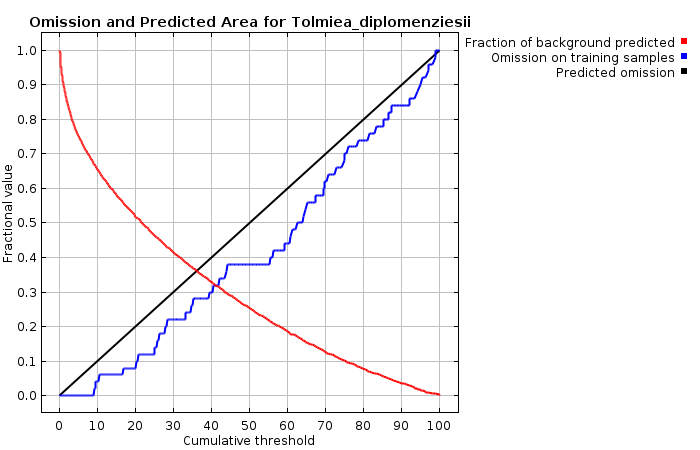 Omission and Predicted Area for Tolmiea_diplomenziesii
Fraction of background predicted
Omission on training samples
Predicted omission
Fractional value
1.0
0.9
0.8
0.7
0.6
0.5
0.4
0.3
0.2
0.1
0.0
0 10 20 30 40 50 60 70 80 90 100
Cumulative threshold